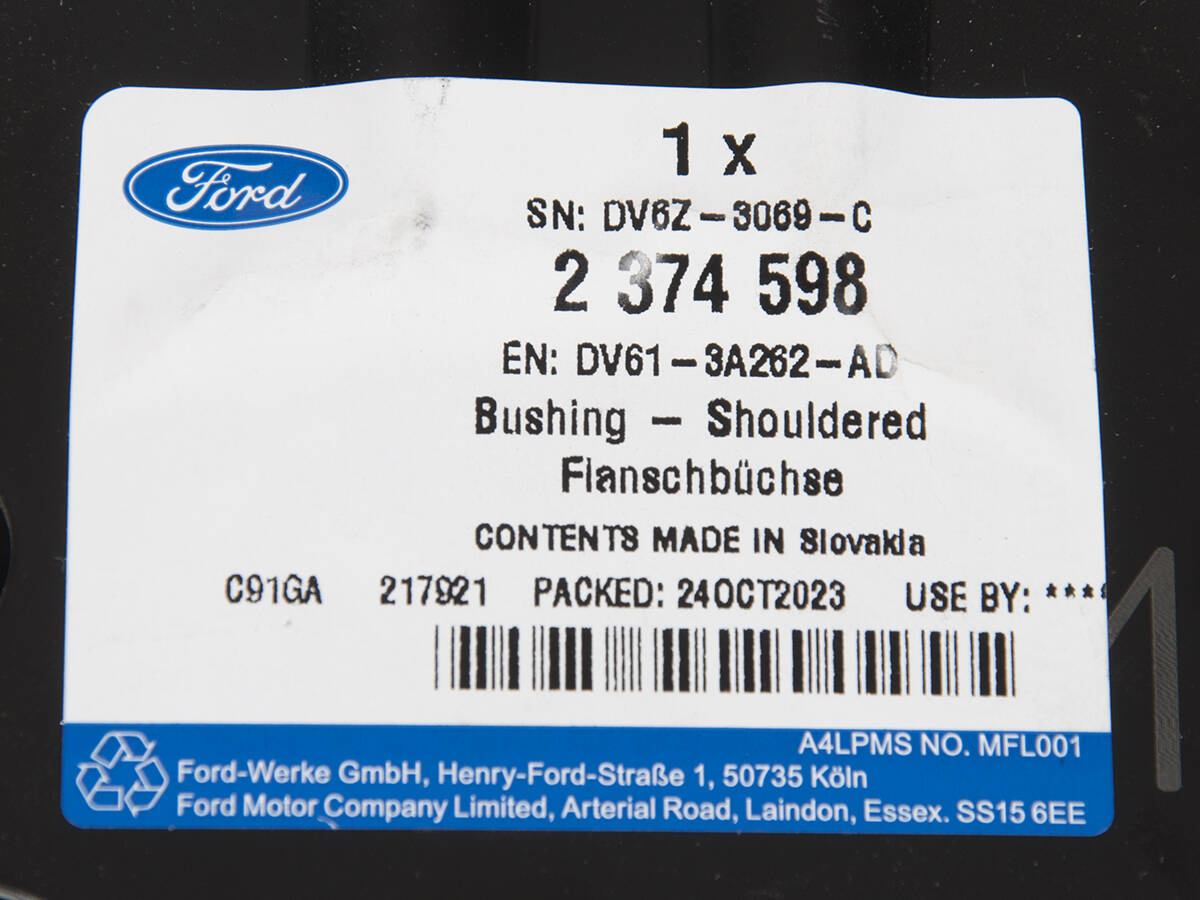 Ford
1 x
SN: DV6Z-3069-C
2 374 598
EN: DV61-3A262-AD
Bushing - Shouldered
Flanschbüchse
CONTENTS MADE IN Slovakia
C91GA 217921 PACKED: 24OCT2023 USE BY: ****
A4LPMS NO. MFL001
Ford-Werke GmbH, Henry-Ford-Straße 1, 50735 Köln
Ford Motor Company Limited, Arterial Road, Laindon, Essex. SS15 6EE